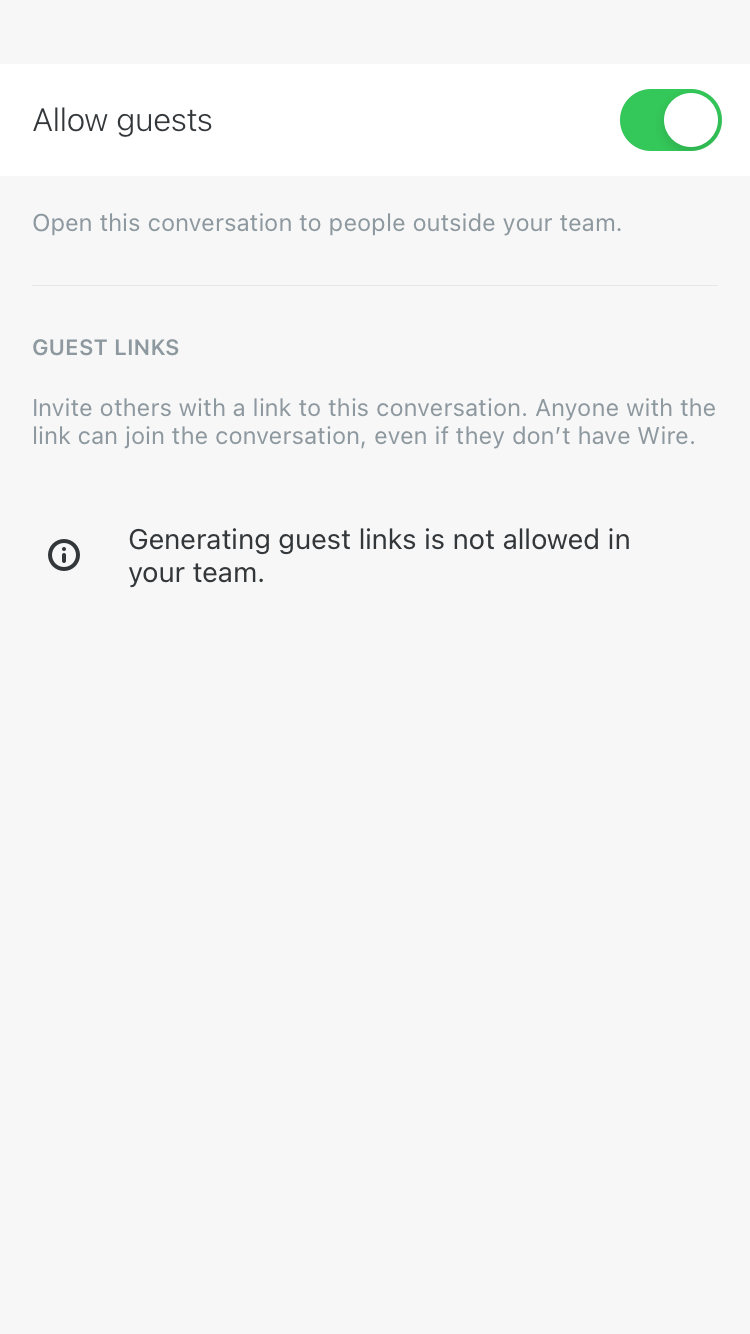 Allow guests
Open this conversation to people outside your team.
GUEST LINKS
Invite others with a link to this conversation. Anyone with the
link can join the conversation, even if they don’t have Wire.
Generating guest links is not allowed in
your team.